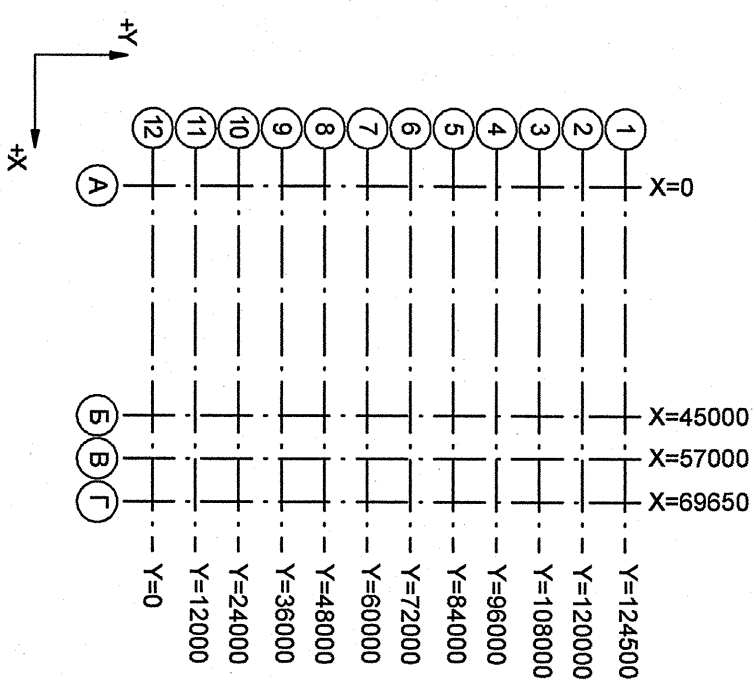 +Y
+X
12
11
10
9
8
7
6
5
4
3
2
1
А
X=0
Б
X=45000
В
X=57000
Г
X=69650
Y=0
Y=12000
Y=24000
Y=36000
Y=48000
Y=60000
Y=72000
Y=84000
Y=96000
Y=108000
Y=120000
Y=124500